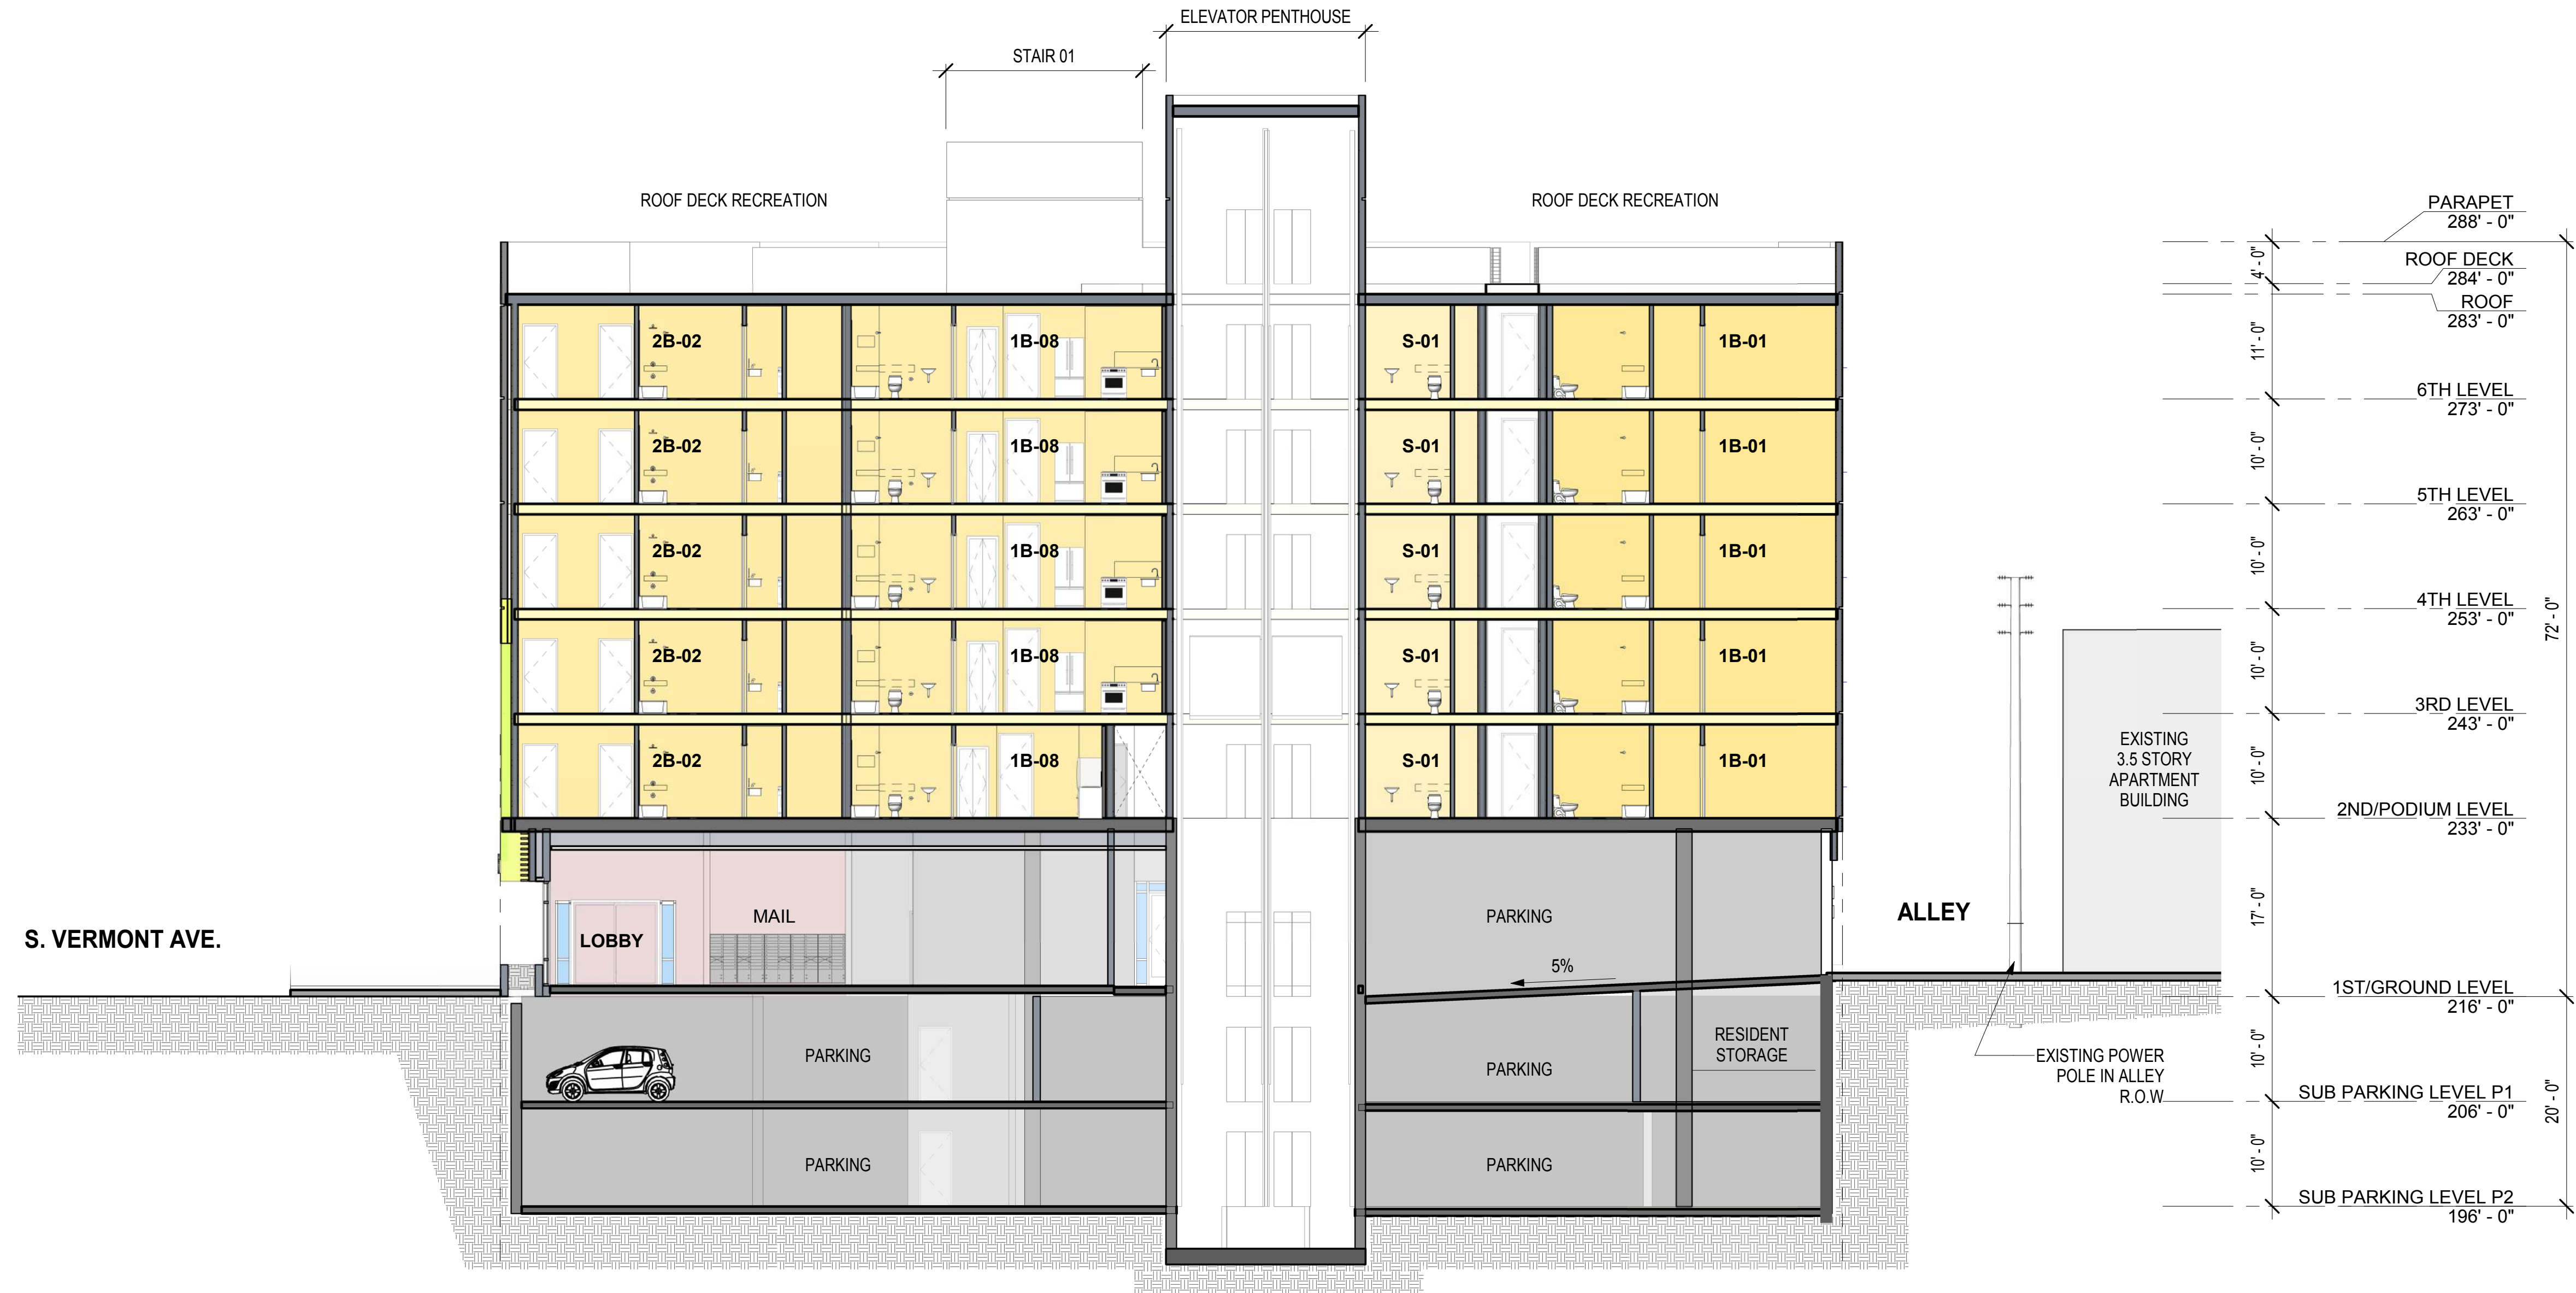 ELEVATOR PENTHOUSE
STAIR 01
ROOF DECK RECREATION
ROOF DECK RECREATION
PARAPET
288' - 0"
4' - 0"
ROOF DECK
284' - 0"
ROOF
283' - 0"
2B-02
1B-08
S-01
1B-01
11' - 0"
6TH LEVEL
273' - 0"
2B-02
1B-08
S-01
1B-01
10' - 0"
5TH LEVEL
263' - 0"
2B-02
1B-08
S-01
1B-01
10' - 0"
4TH LEVEL
253' - 0"
72' - 0"
2B-02
1B-08
S-01
1B-01
10' - 0"
3RD LEVEL
243' - 0"
2B-02
1B-08
S-01
1B-01
EXISTING
3.5 STORY
APARTMENT
BUILDING
10' - 0"
2ND/PODIUM LEVEL
233' - 0"
S. VERMONT AVE.
LOBBY
MAIL
PARKING
5%
ALLEY
17' - 0"
1ST/GROUND LEVEL
216' - 0"
PARKING
PARKING
RESIDENT
STORAGE
EXISTING POWER
POLE IN ALLEY
R.O.W
10' - 0"
SUB PARKING LEVEL P1
206' - 0"
20' - 0"
PARKING
PARKING
10' - 0"
SUB PARKING LEVEL P2
196' - 0"